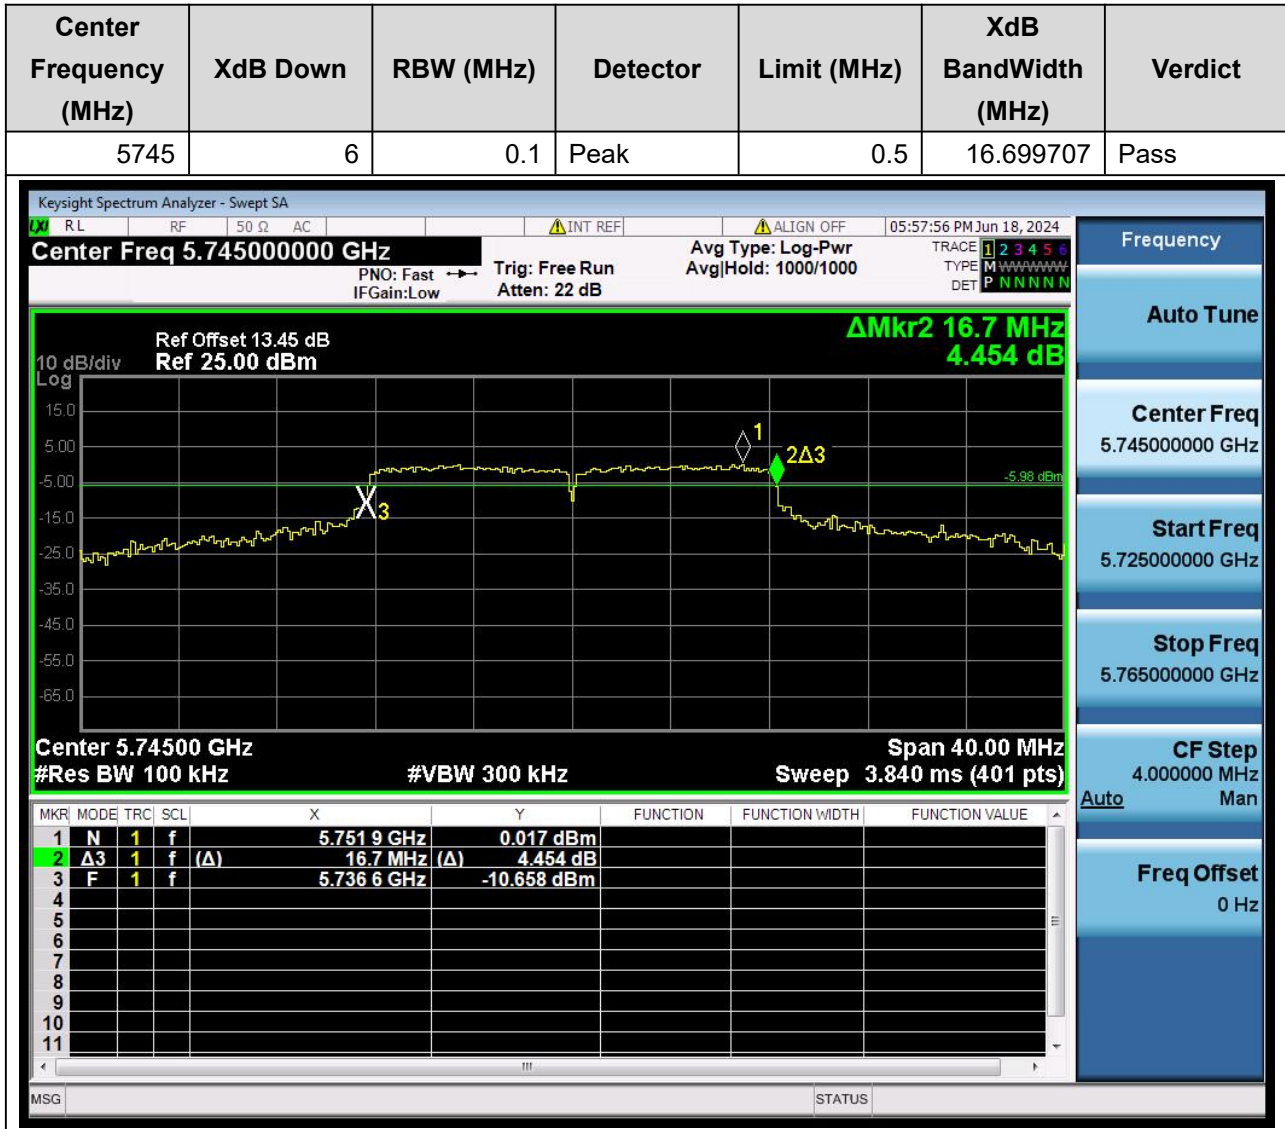 Center Frequency (MHz) XdB Down RBW (MHz) Detector Limit (MHz) XdB BandWidth (MHz) Verdict
5745 6 0.1 Peak 0.5 16.699707 Pass
Keysight Spectrum Analyzer - Swept SA
LXI RL RF 50 Ω AC INT REF ALIGN OFF 05:57:56 PM Jun 18, 2024
Center Freq 5.745000000 GHz
PNO: Fast
IFGain:Low
Trig: Free Run
Atten: 22 dB
Avg Type: Log-Pwr
Avg|Hold: 1000/1000
TRACE 1 2 3 4 5 6
TYPE M WWWWW
DET P N N N N N
Frequency
Auto Tune
Center Freq
5.745000000 GHz
Start Freq
5.725000000 GHz
Stop Freq
5.765000000 GHz
CF Step
4.000000 MHz
Auto Man
Freq Offset
0 Hz
ΔMkr2 16.7 MHz
4.454 dB
Ref Offset 13.45 dB
10 dB/div Ref 25.00 dBm
Log
15.0
5.00
-5.00
-15.0
-25.0
-35.0
-45.0
-55.0
-65.0
1
2Δ3
3
-5.98 dBm
Center 5.74500 GHz Span 40.00 MHz
#Res BW 100 kHz #VBW 300 kHz Sweep 3.840 ms (401 pts)
MKR MODE TRC SCL X Y FUNCTION FUNCTION WIDTH FUNCTION VALUE
1 N 1 f 5.751 9 GHz 0.017 dBm
2 Δ3 1 f (Δ) 16.7 MHz (Δ) 4.454 dB
3 F 1 f 5.736 6 GHz -10.658 dBm
4
5
6
7
8
9
10
11
MSG STATUS